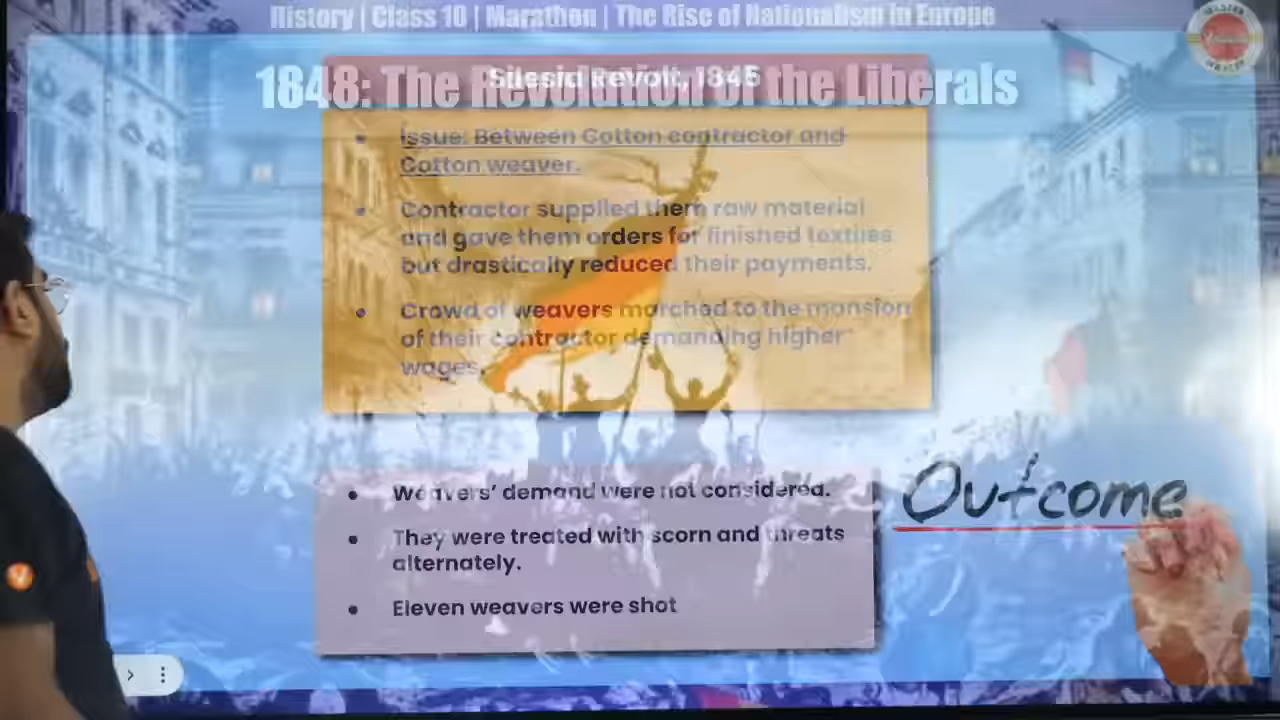 History | Class 10 | Marathon | The Rise of Nationalism in Europe
1848: The Revolution of the Liberals
Silesia Revolt, 1845
Issue: Between Cotton contractor and
Cotton weaver.
Contractor supplied them raw material
and gave them orders for finished textiles
but drastically reduced their payments.
Crowd of weavers marched to the mansion
of their contractor demanding higher
wages.
Outcome
Weavers' demand were not considered.
They were treated with scorn and threats
alternately.
Eleven weavers were shot